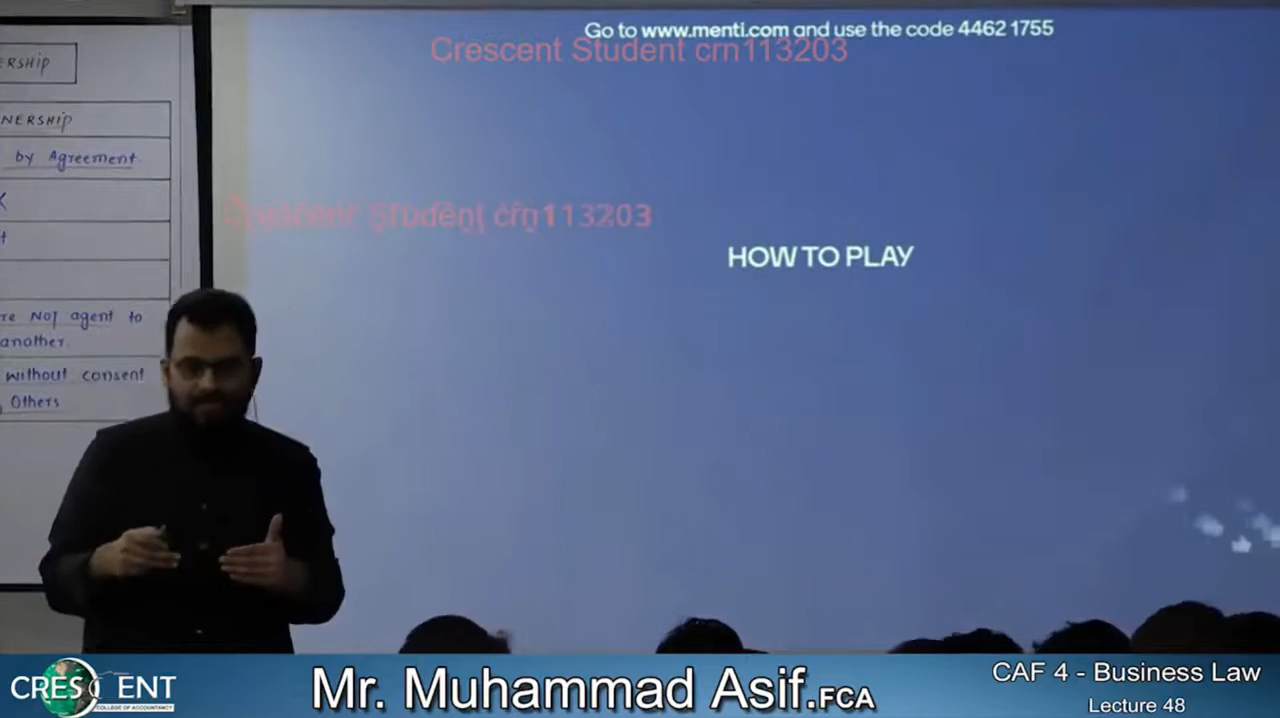 Go to www.menti.com and use the code 4462 1755
Crescent Student crn113203
ERSHIP
NERSHIP
by Agreement.
Crescent Student crn113203
HOW TO PLAY
re Not agent to
another.
without consent
Others
CRESCENT
COLLEGE OF ACCOUNTANCY
Mr. Muhammad Asif.FCA
CAF 4 - Business Law
Lecture 48